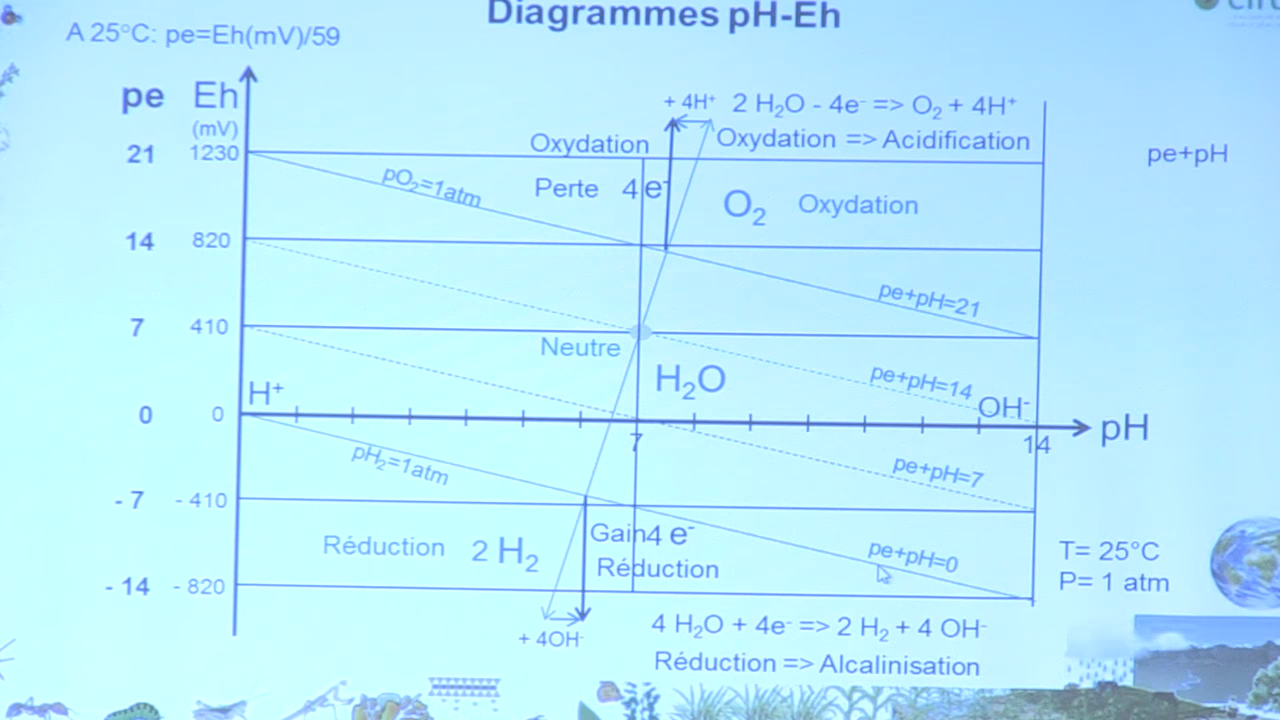 Diagrammes pH-Eh
A 25°C: pe=Eh(mV)/59
pe Eh
(mV)
+ 4H⁺ 2 H₂O - 4e⁻ => O₂ + 4H⁺
Oxydation Oxydation => Acidification
21 1230
pe+pH
pO₂=1atm
Perte 4 e⁻
O₂ Oxydation
14 820
pe+pH=21
7 410
Neutre
H₂O
pe+pH=14
H⁺
OH⁻
0 0
pH
7
14
pH₂=1atm
pe+pH=7
- 7 - 410
Réduction 2 H₂
Gain4 e⁻
Réduction
pe+pH=0
T= 25°C
P= 1 atm
- 14 - 820
+ 4OH⁻
4 H₂O + 4e⁻ => 2 H₂ + 4 OH⁻
Réduction => Alcalinisation